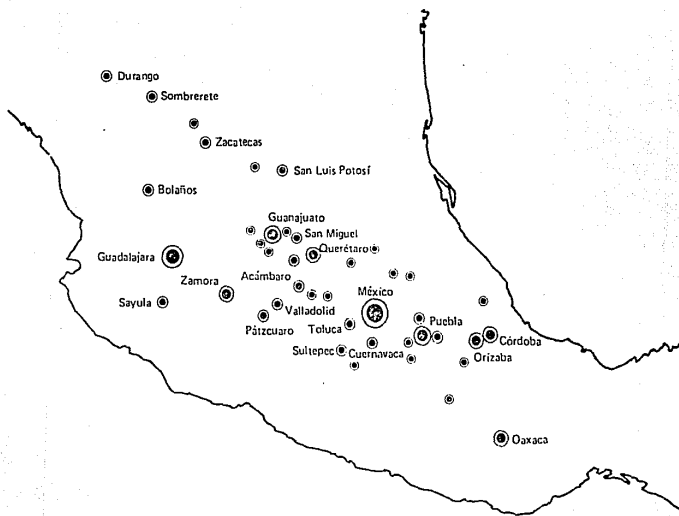 Durango
Sombrerete
Zacatecas
San Luis Potosí
Bolaños
Guanajuato
San Miguel
Querétaro
Guadalajara
Acámbaro
Zamora
México
Sayula
Valladolid
Pátzcuaro
Toluca
Puebla
Córdoba
Sultepec
Cuernavaca
Orizaba
Oaxaca